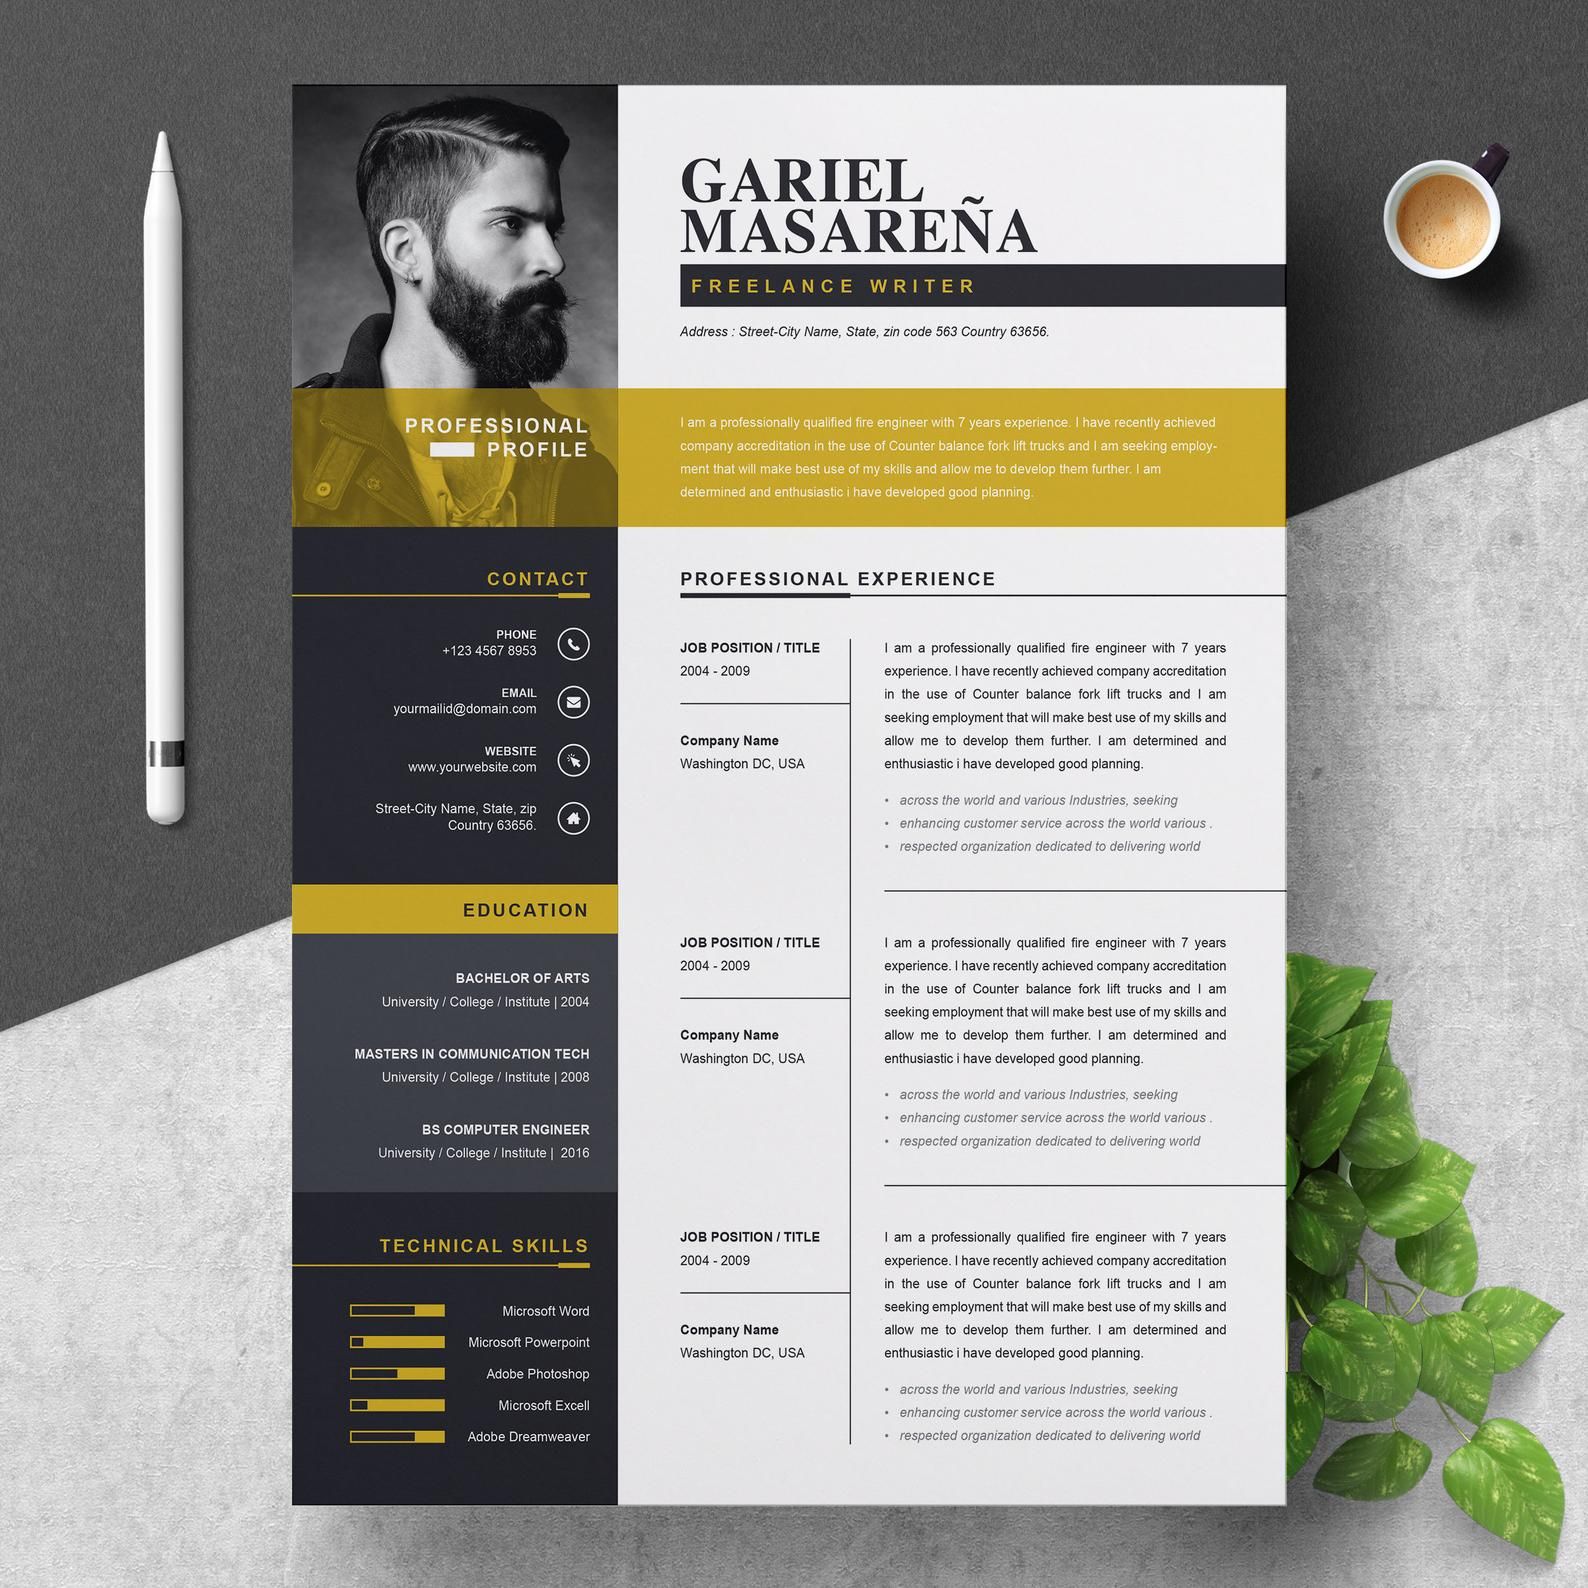 GARIEL
MASAREÑA
FREELANCE WRITER
Address : Street-City Name, State, zin code 563 Country 63656.
PROFESSIONAL
PROFILE
I am a professionally qualified fire engineer with 7 years experience. I have recently achieved
company accreditation in the use of Counter balance fork lift trucks and I am seeking employ-
ment that will make best use of my skills and allow me to develop them further. I am
determined and enthusiastic i have developed good planning.
CONTACT
PHONE
+123 4567 8953
EMAIL
yourmailid@domain.com
WEBSITE
www.yourwebsite.com
Street-City Name, State, zip
Country 63656.
EDUCATION
BACHELOR OF ARTS
University / College / Institute | 2004
MASTERS IN COMMUNICATION TECH
University / College / Institute | 2008
BS COMPUTER ENGINEER
University / College / Institute | 2016
TECHNICAL SKILLS
Microsoft Word
Microsoft Powerpoint
Adobe Photoshop
Microsoft Excell
Adobe Dreamweaver
PROFESSIONAL EXPERIENCE
JOB POSITION / TITLE
2004 - 2009
Company Name
Washington DC, USA
I am a professionally qualified fire engineer with 7 years
experience. I have recently achieved company accreditation
in the use of Counter balance fork lift trucks and I am
seeking employment that will make best use of my skills and
allow me to develop them further. I am determined and
enthusiastic i have developed good planning.
• across the world and various Industries, seeking
• enhancing customer service across the world various .
• respected organization dedicated to delivering world
JOB POSITION / TITLE
2004 - 2009
Company Name
Washington DC, USA
I am a professionally qualified fire engineer with 7 years
experience. I have recently achieved company accreditation
in the use of Counter balance fork lift trucks and I am
seeking employment that will make best use of my skills and
allow me to develop them further. I am determined and
enthusiastic i have developed good planning.
• across the world and various Industries, seeking
• enhancing customer service across the world various .
• respected organization dedicated to delivering world
JOB POSITION / TITLE
2004 - 2009
Company Name
Washington DC, USA
I am a professionally qualified fire engineer with 7 years
experience. I have recently achieved company accreditation
in the use of Counter balance fork lift trucks and I am
seeking employment that will make best use of my skills and
allow me to develop them further. I am determined and
enthusiastic i have developed good planning.
• across the world and various Industries, seeking
• enhancing customer service across the world various .
• respected organization dedicated to delivering world